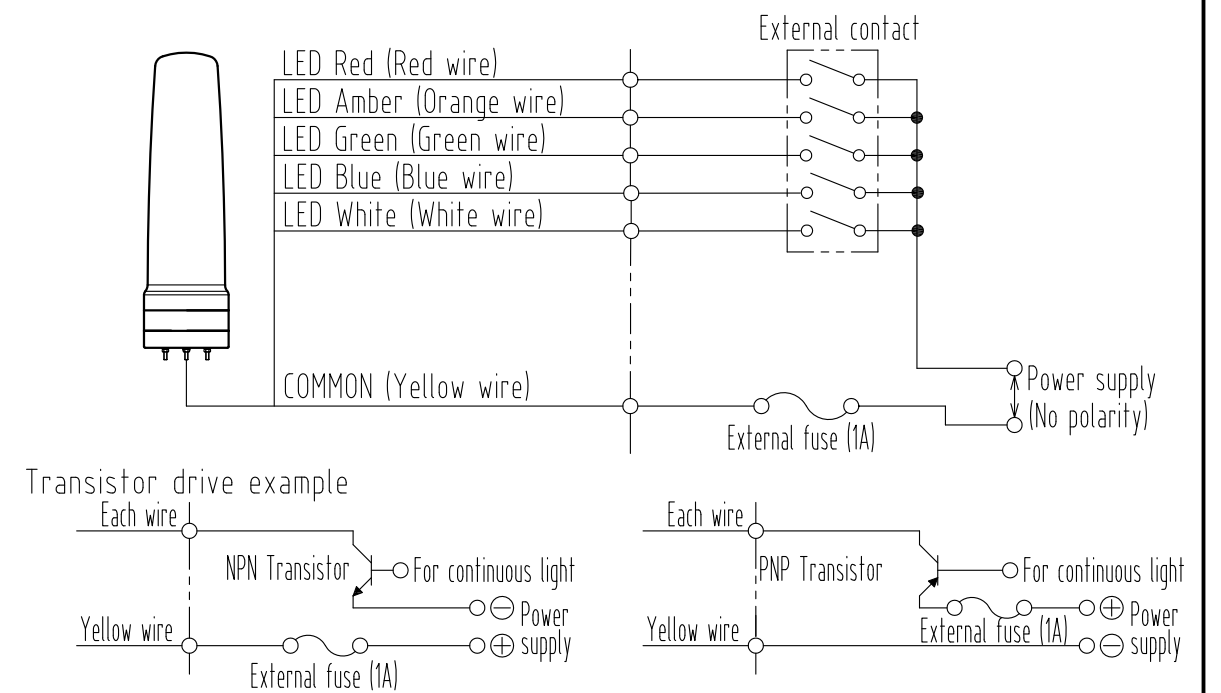 External contact
LED Red (Red wire)
LED Amber (Orange wire)
LED Green (Green wire)
LED Blue (Blue wire)
LED White (White wire)
COMMON (Yellow wire)
Power supply
(No polarity)
External fuse (1A)
Transistor drive example
Each wire
NPN Transistor
For continuous light
Power
supply
Yellow wire
External fuse (1A)
Each wire
PNP Transistor
For continuous light
External fuse (1A)
Power
supply
Yellow wire